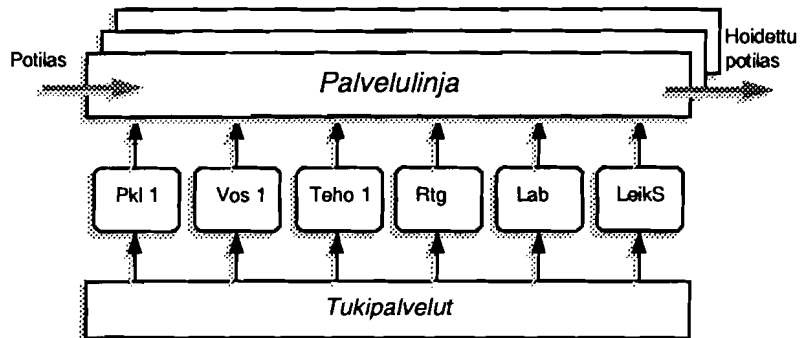 Potilas
Hoidettu
potilas
Palvelulinja
Pkl 1
Vos 1
Teho 1
Rtg
Lab
LeikS
Tukipalvelut